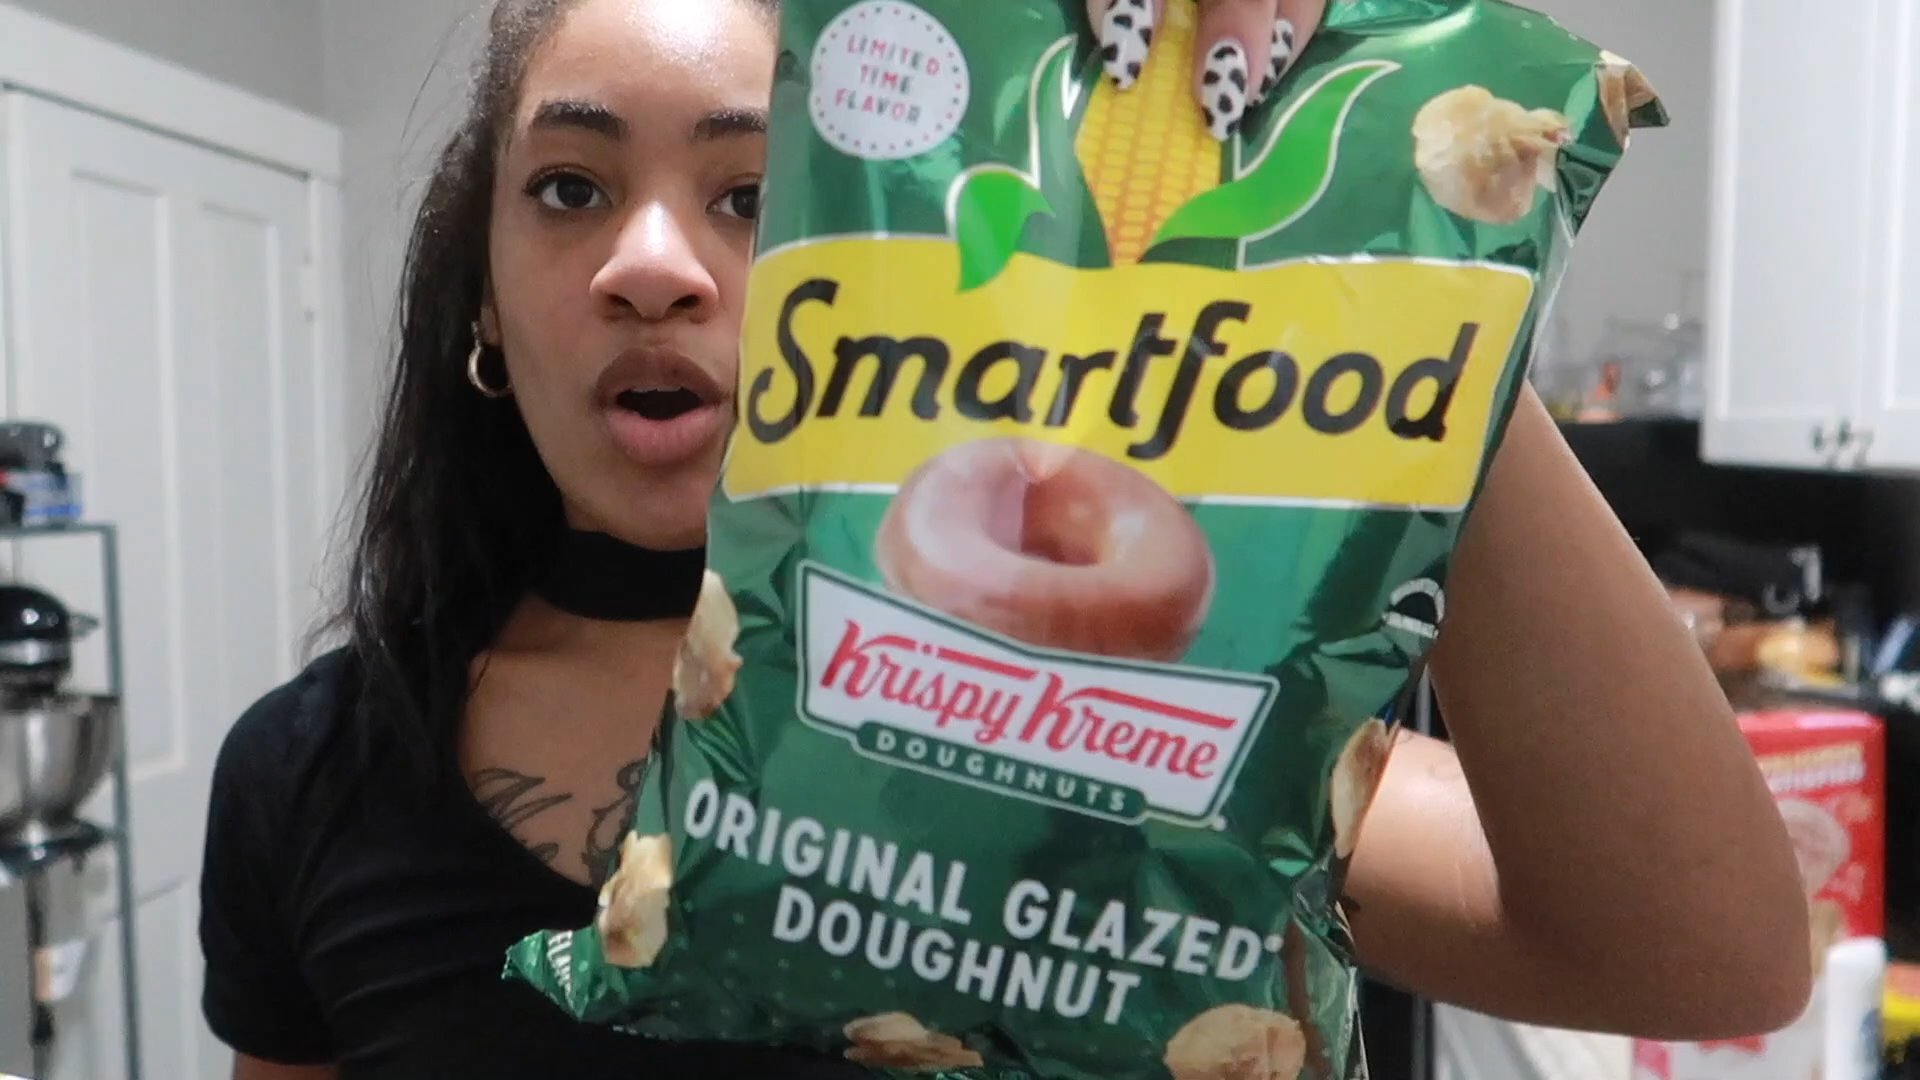 LIMITED
TIME
FLAVOR
Smartfood
Krispy Kreme
DOUGHNUTS
ORIGINAL GLAZED®
DOUGHNUT